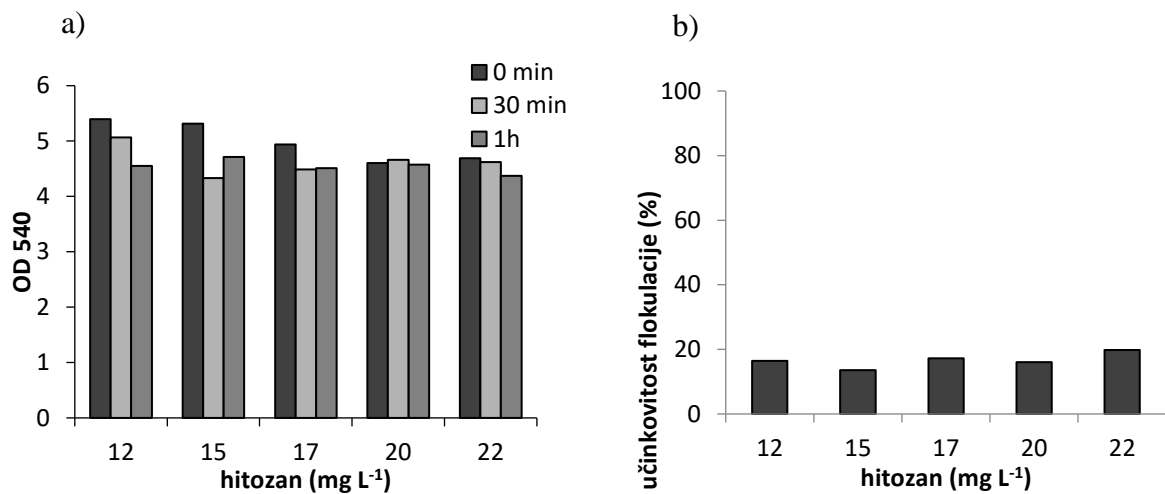 a)
0 min
30 min
1h
6
5
4
3
2
1
0
OD 540
12 15 17 20 22
hitozan (mg L⁻¹)
b)
100
80
60
40
20
0
učinkovitost flokulacije (%)
12 15 17 20 22
hitozan (mg L⁻¹)